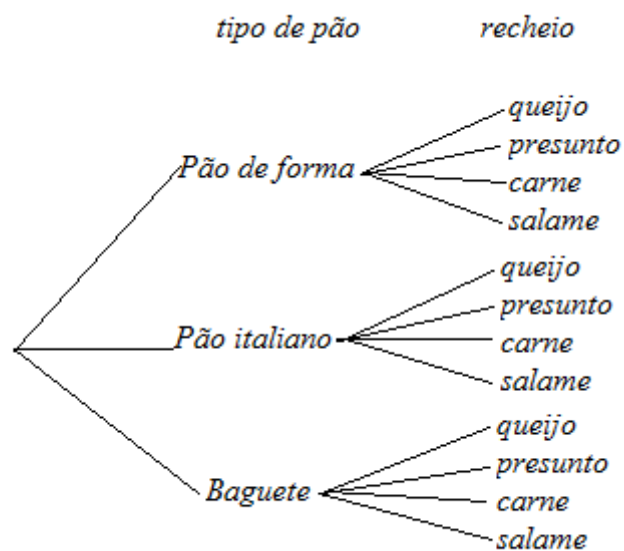 tipo de pão recheio
queijo
presunto
Pão de forma
carne
salame
queijo
presunto
Pão italiano
carne
salame
queijo
presunto
Baguete
carne
salame